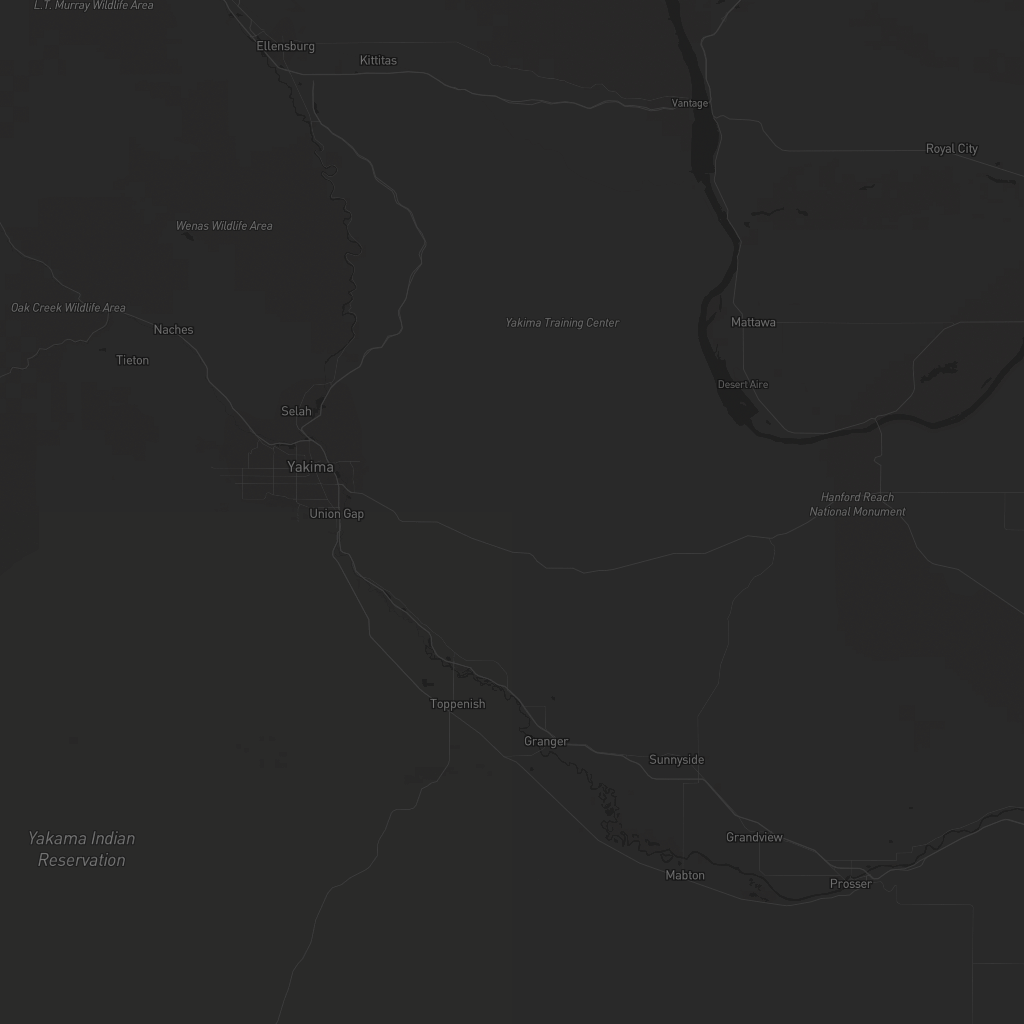 L.T. Murray Wildlife Area
Ellensburg
Kittitas
Vantage
Royal City
Wenas Wildlife Area
Oak Creek Wildlife Area
Naches
Yakima Training Center
Mattawa
Tieton
Desert Aire
Selah
Yakima
Hanford Reach
National Monument
Union Gap
Toppenish
Granger
Sunnyside
Yakama Indian
Reservation
Grandview
Mabton
Prosser